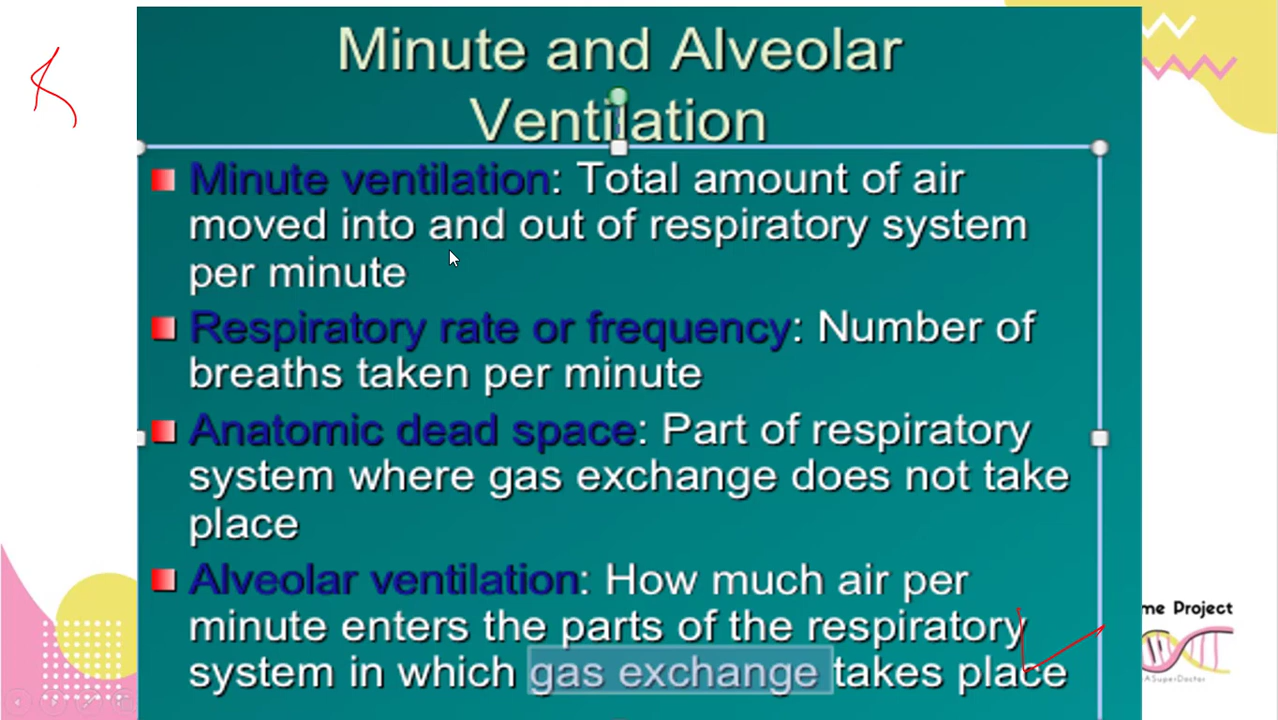 Minute and Alveolar
Ventilation
Minute ventilation: Total amount of air
moved into and out of respiratory system
per minute
Respiratory rate or frequency: Number of
breaths taken per minute
Anatomic dead space: Part of respiratory
system where gas exchange does not take
place
Alveolar ventilation: How much air per
minute enters the parts of the respiratory
system in which gas exchange takes place
me Project
ASuperDoctor